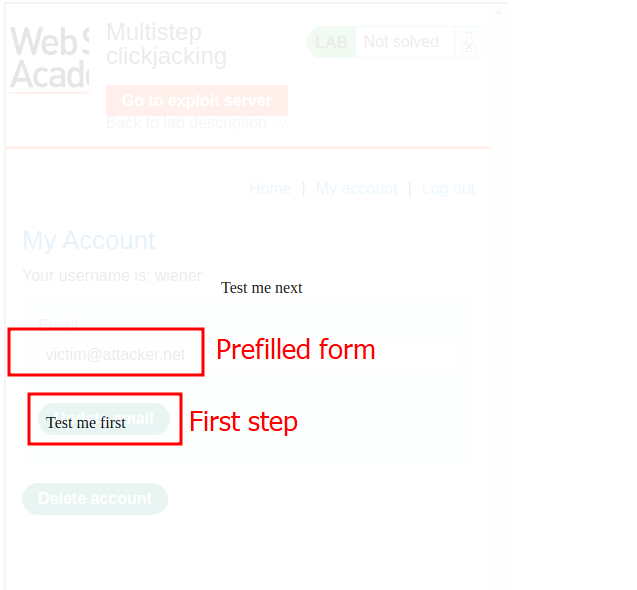 Web S
Acade
Multistep
clickjacking
LAB
Not solved
Go to exploit server
Back to lab description
Home | My account | Log out
My Account
Your username is: wiener
Test me next
Email
victim@attacker.net
Prefilled form
Update email
Test me first
First step
Delete account